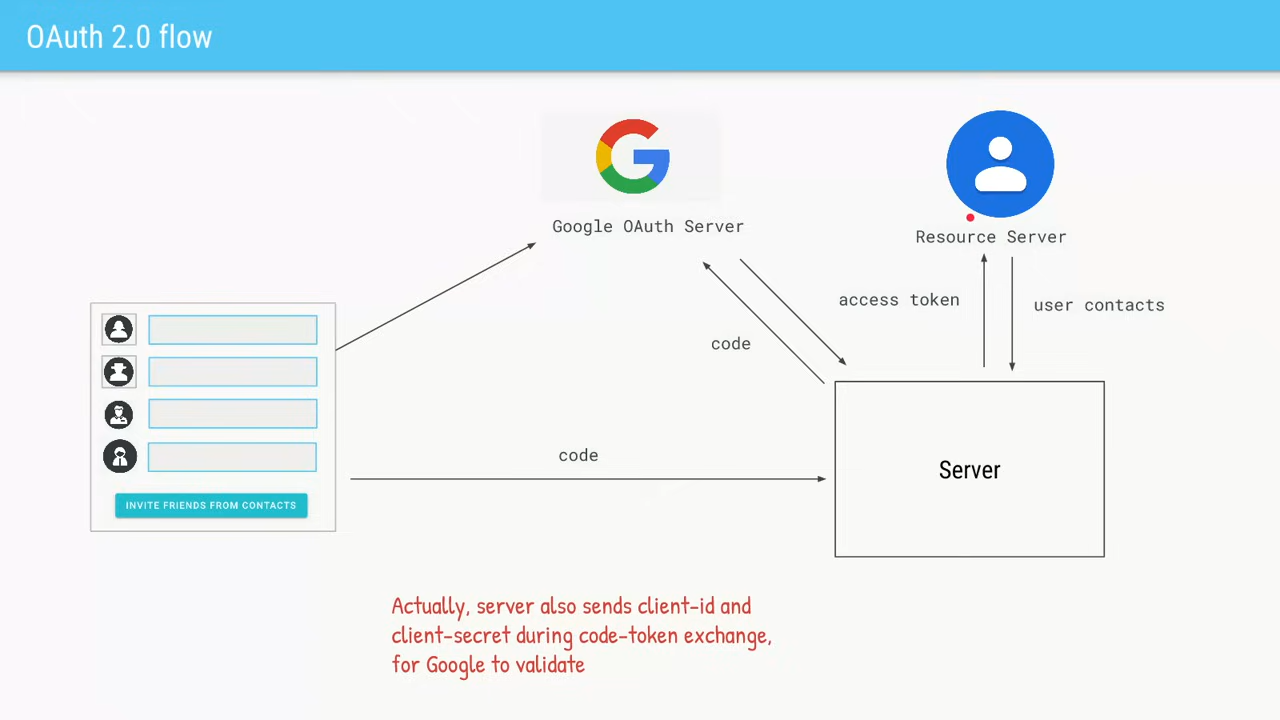 OAuth 2.0 flow
Google OAuth Server
Resource Server
access token
user contacts
code
code
Server
INVITE FRIENDS FROM CONTACTS
Actually, server also sends client-id and
client-secret during code-token exchange,
for Google to validate